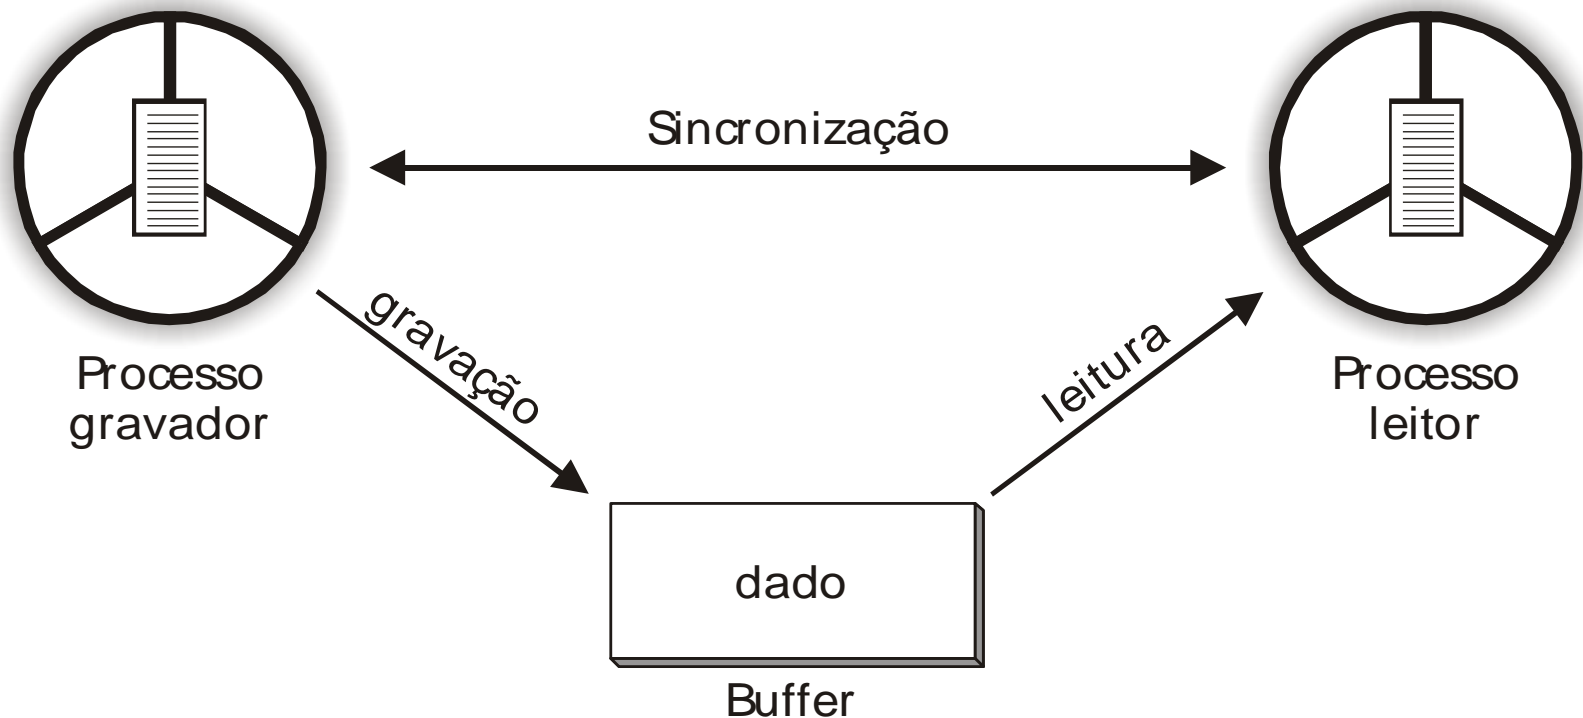 Sincronização
gravação
leitura
Processo
gravador
Processo
leitor
dado
Buffer